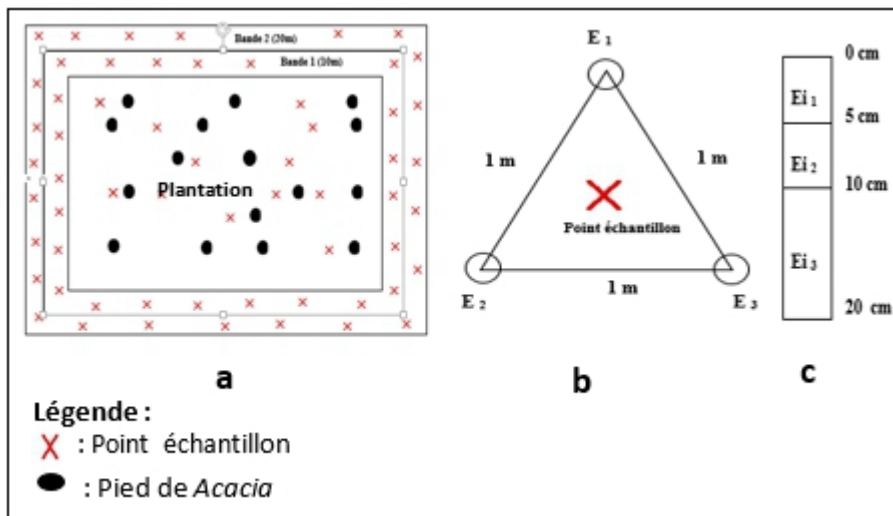 Bande 2 (20m)
Bande 1 (10m)
Plantation
a
E 1
1 m
1 m
Point échantillon
1 m
E 2
E 3
b
0 cm
Ei 1
5 cm
Ei 2
10 cm
Ei 3
20 cm
c
Légende :
: Point échantillon
: Pied de Acacia